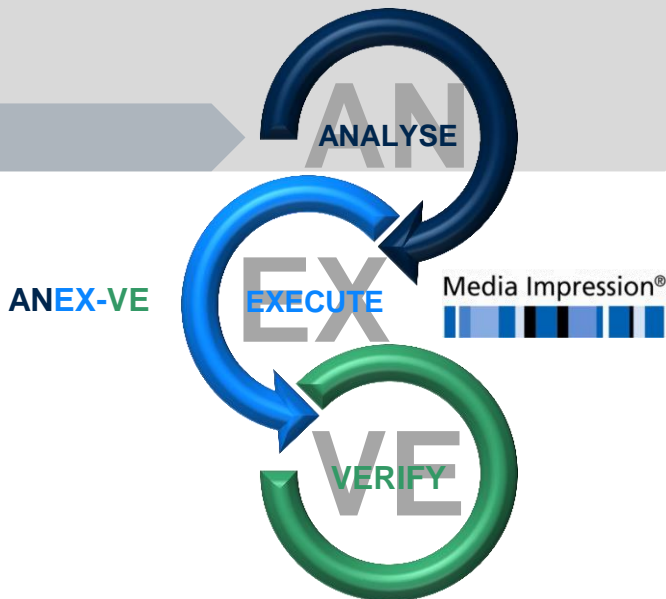 AN
ANALYSE
ANEX-VE
EX
EXECUTE
Media Impression®
VE
VERIFY